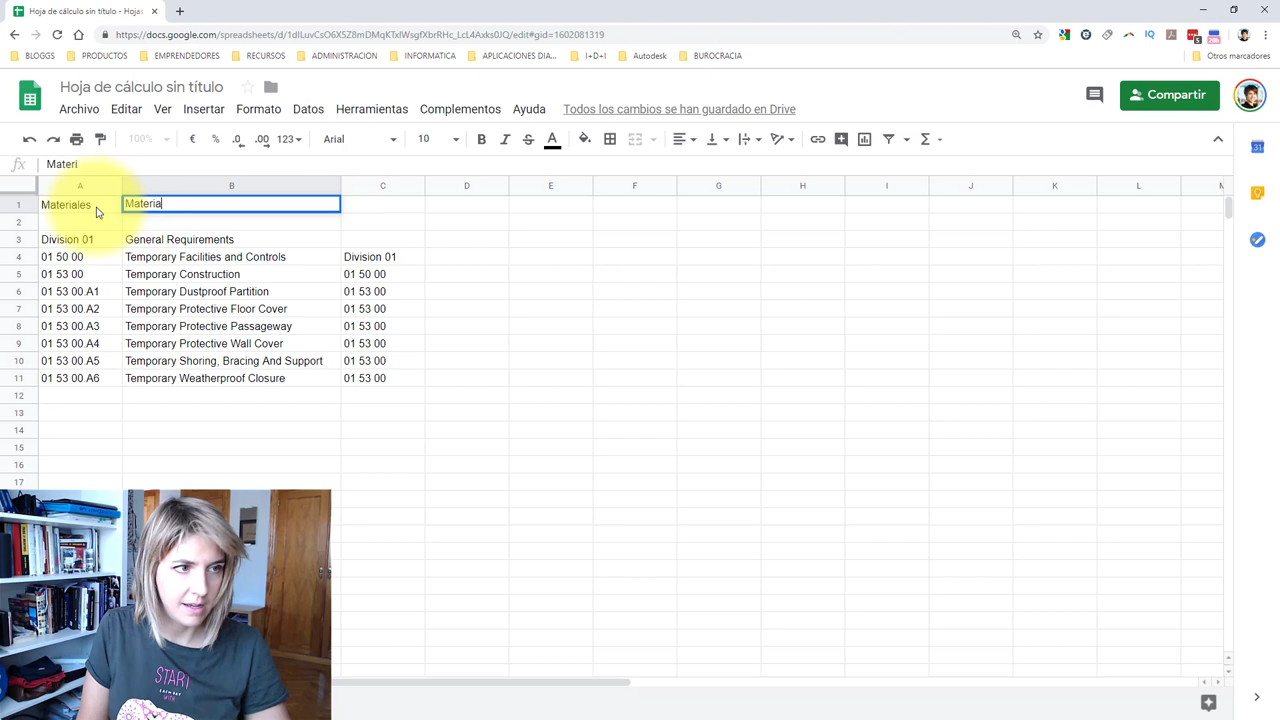 Hoja de cálculo sin título - Hojas
https://docs.google.com/spreadsheets/d/1dILuvCsO6X5Z8mDMqKTxIWsgfXbrRHc_LcL4Axks0JQ/edit#gid=1602081319
BLOGGS PRODUCTOS EMPRENDEDORES RECURSOS ADMINISTRACION INFORMATICA APLICACIONES DIA... I+D+I Autodesk BUROCRACIA Otros marcadores
Hoja de cálculo sin título
Archivo Editar Ver Insertar Formato Datos Herramientas Complementos Ayuda Todos los cambios se han guardado en Drive
Compartir
100% € % .0 .00 123 Arial 10 B I S A Σ
fx Materi
A B C D E F G H I J K L M
1 Materiales Materia
2
3 Division 01 General Requirements
4 01 50 00 Temporary Facilities and Controls Division 01
5 01 53 00 Temporary Construction 01 50 00
6 01 53 00.A1 Temporary Dustproof Partition 01 53 00
7 01 53 00.A2 Temporary Protective Floor Cover 01 53 00
8 01 53 00.A3 Temporary Protective Passageway 01 53 00
9 01 53 00.A4 Temporary Protective Wall Cover 01 53 00
10 01 53 00.A5 Temporary Shoring, Bracing And Support 01 53 00
11 01 53 00.A6 Temporary Weatherproof Closure 01 53 00
12
13
14
15
16
17
START
WITH